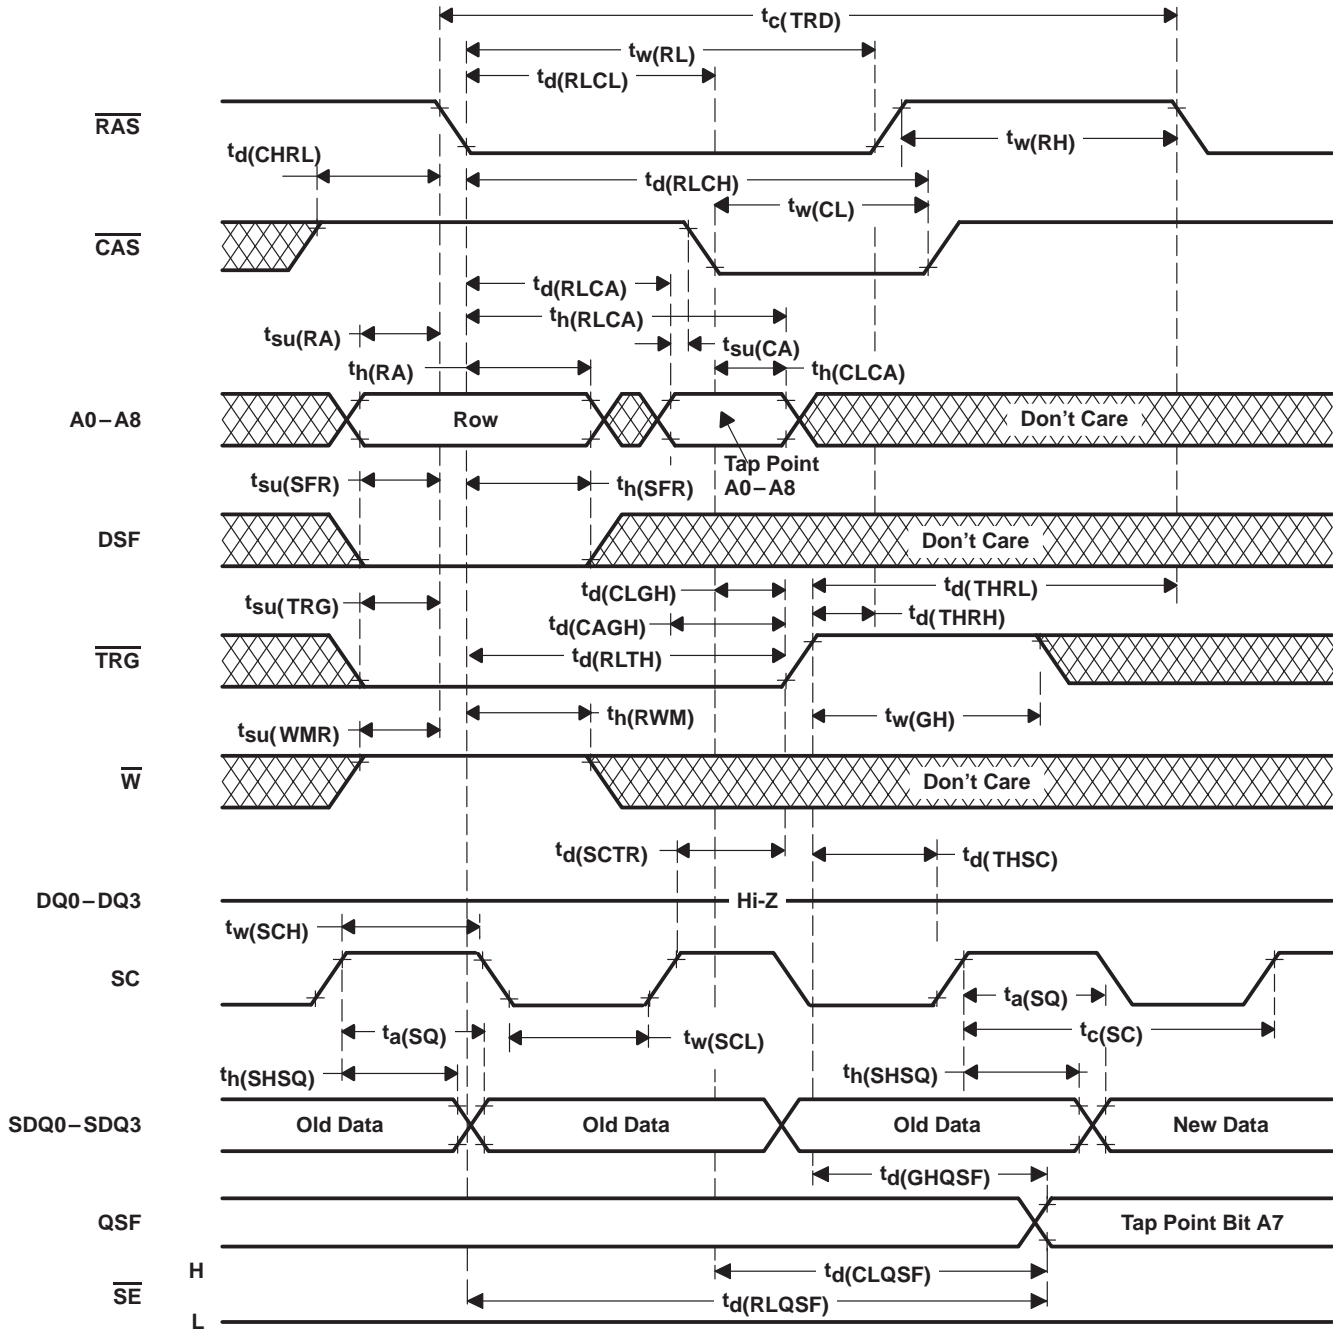 tc(TRD)
tw(RL)
td(RLCL)
RAS
tw(RH)
td(CHRL)
td(RLCH)
tw(CL)
CAS
td(RLCA)
th(RLCA)
tsu(RA)
tsu(CA)
th(RA)
th(CLCA)
A0–A8
Row
Don't Care
Tap Point
A0–A8
tsu(SFR)
th(SFR)
DSF
Don't Care
td(CLGH)
td(THRL)
tsu(TRG)
td(CAGH)
td(THRH)
TRG
td(RLTH)
th(RWM)
tw(GH)
tsu(WMR)
W
Don't Care
td(SCTR)
td(THSC)
DQ0–DQ3
Hi-Z
tw(SCH)
SC
ta(SQ)
ta(SQ)
tw(SCL)
tc(SC)
th(SHSQ)
th(SHSQ)
SDQ0–SDQ3
Old Data
Old Data
Old Data
New Data
td(GHQSF)
QSF
Tap Point Bit A7
H
td(CLQSF)
SE
td(RLQSF)
L